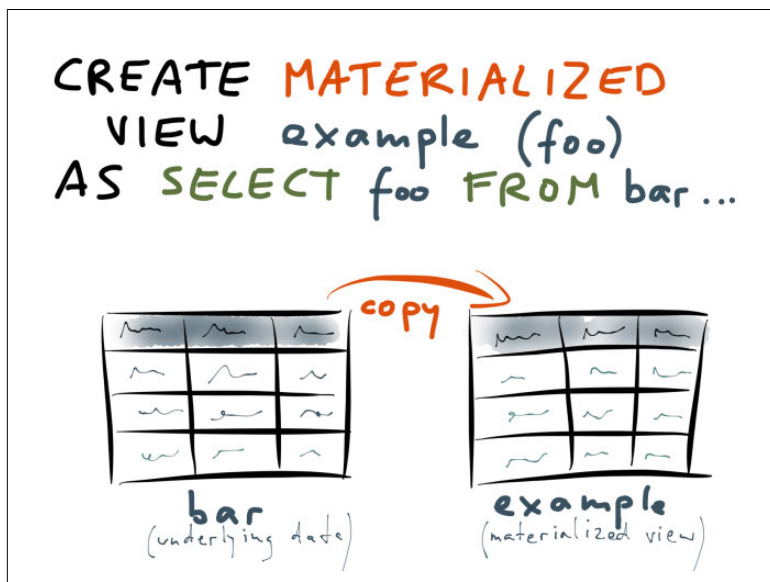 CREATE MATERIALIZED
VIEW example (foo)
AS SELECT foo FROM bar...
copy
bar
(underlying data)
example
(materialized view)